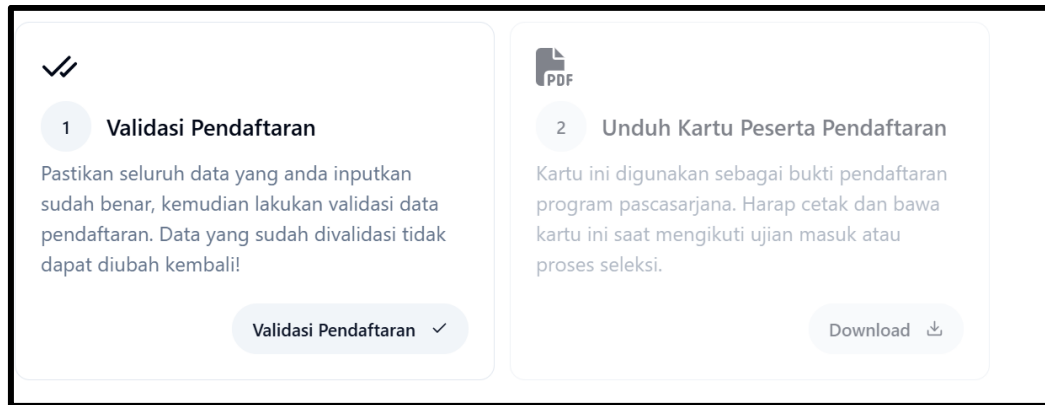 1 Validasi Pendaftaran
Pastikan seluruh data yang anda inputkan
sudah benar, kemudian lakukan validasi data
pendaftaran. Data yang sudah divalidasi tidak
dapat diubah kembali!
Validasi Pendaftaran
PDF
2 Unduh Kartu Peserta Pendaftaran
Kartu ini digunakan sebagai bukti pendaftaran
program pascasarjana. Harap cetak dan bawa
kartu ini saat mengikuti ujian masuk atau
proses seleksi.
Download